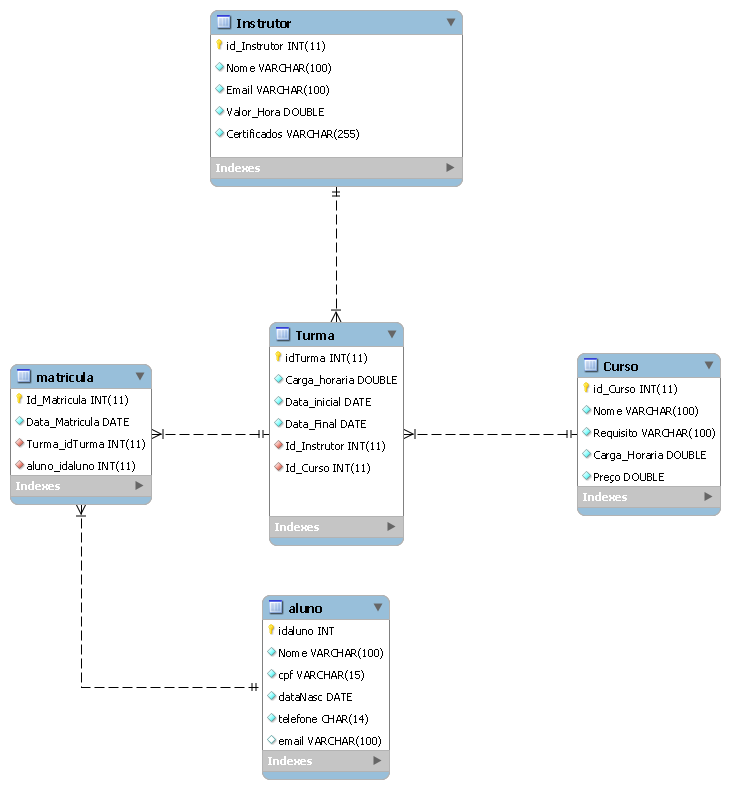 Instrutor
id_Instrutor INT(11)
Nome VARCHAR(100)
Email VARCHAR(100)
Valor_Hora DOUBLE
Certificados VARCHAR(255)
Indexes
Turma
idTurma INT(11)
Carga_horaria DOUBLE
Data_inicial DATE
Data_Final DATE
Id_Instrutor INT(11)
Id_Curso INT(11)
Indexes
Curso
id_Curso INT(11)
Nome VARCHAR(100)
Requisito VARCHAR(100)
Carga_Horaria DOUBLE
Preço DOUBLE
Indexes
matricula
Id_Matricula INT(11)
Data_Matricula DATE
Turma_idTurma INT(11)
aluno_idaluno INT(11)
Indexes
aluno
idaluno INT
Nome VARCHAR(100)
cpf VARCHAR(15)
dataNasc DATE
telefone CHAR(14)
email VARCHAR(100)
Indexes